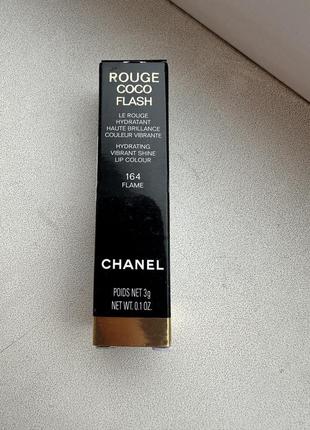 ROUGE
COCO
FLASH
LE ROUGE
HYDRATANT
HAUTE BRILLANCE
COULEUR VIBRANTE
HYDRATING
VIBRANT SHINE
LIP COLOUR
164
FLAME
CHANEL
POIDS NET 3g
NET WT. 0.1 OZ.